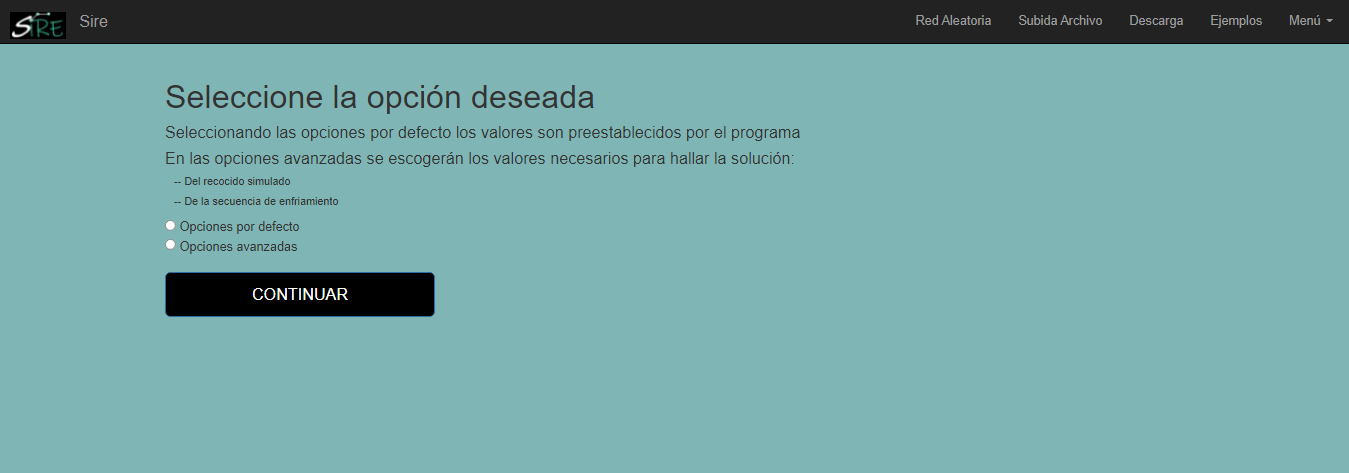 SiRE Sire Red Aleatoria Subida Archivo Descarga Ejemplos Menú
Seleccione la opción deseada
Seleccionando las opciones por defecto los valores son preestablecidos por el programa
En las opciones avanzadas se escogerán los valores necesarios para hallar la solución:
-- Del recocido simulado
-- De la secuencia de enfriamiento
Opciones por defecto
Opciones avanzadas
CONTINUAR